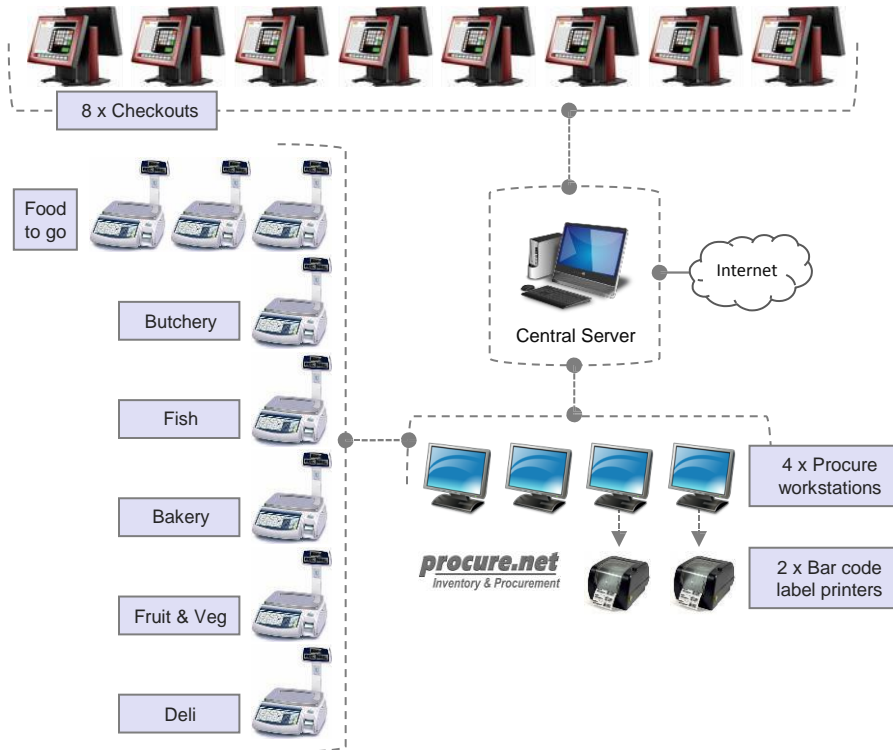 8 x Checkouts
Food
to go
Internet
Butchery
Central Server
Fish
4 x Procure
workstations
Bakery
procure.net
Inventory & Procurement
2 x Bar code
label printers
Fruit & Veg
Deli